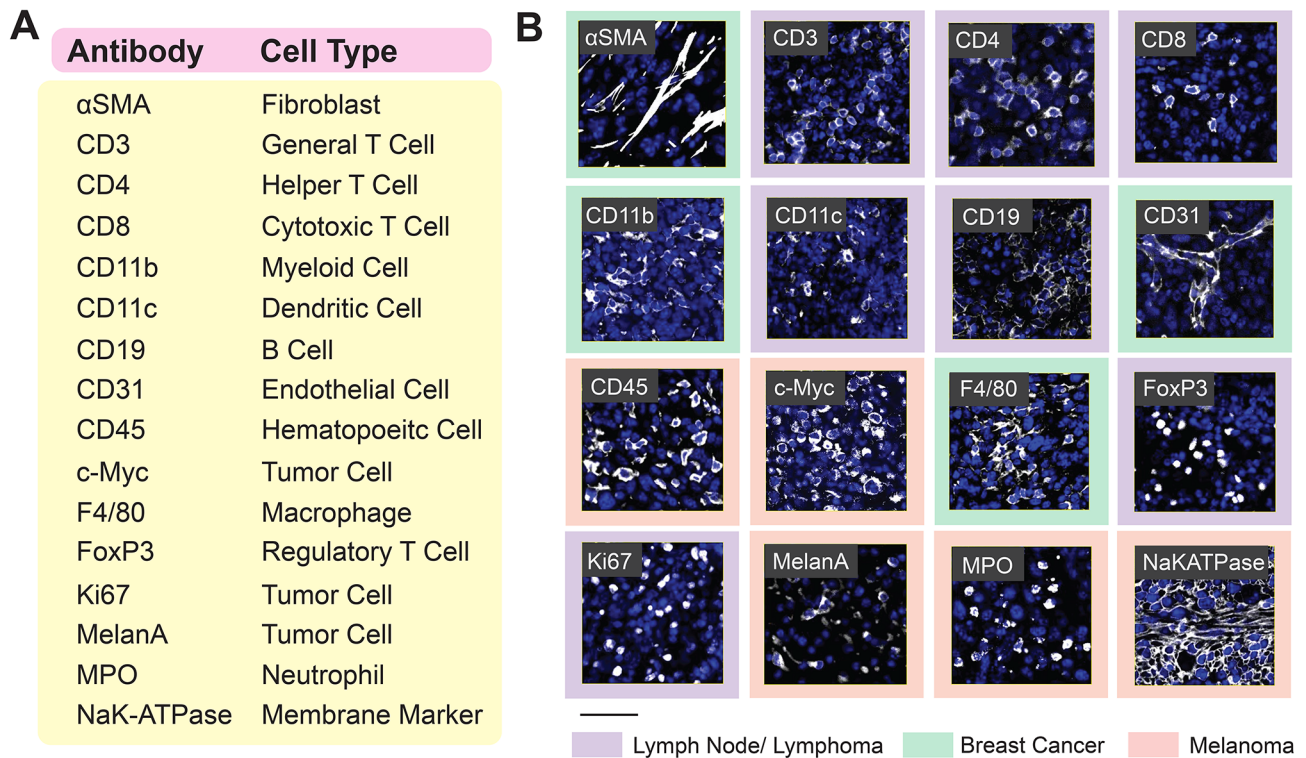 A
Antibody Cell Type
αSMA Fibroblast
CD3 General T Cell
CD4 Helper T Cell
CD8 Cytotoxic T Cell
CD11b Myeloid Cell
CD11c Dendritic Cell
CD19 B Cell
CD31 Endothelial Cell
CD45 Hematopoeitc Cell
c-Myc Tumor Cell
F4/80 Macrophage
FoxP3 Regulatory T Cell
Ki67 Tumor Cell
MelanA Tumor Cell
MPO Neutrophil
NaK-ATPase Membrane Marker
B
αSMA CD3 CD4 CD8
CD11b CD11c CD19 CD31
CD45 c-Myc F4/80 FoxP3
Ki67 MelanA MPO NaKATPase
Lymph Node/ Lymphoma Breast Cancer Melanoma